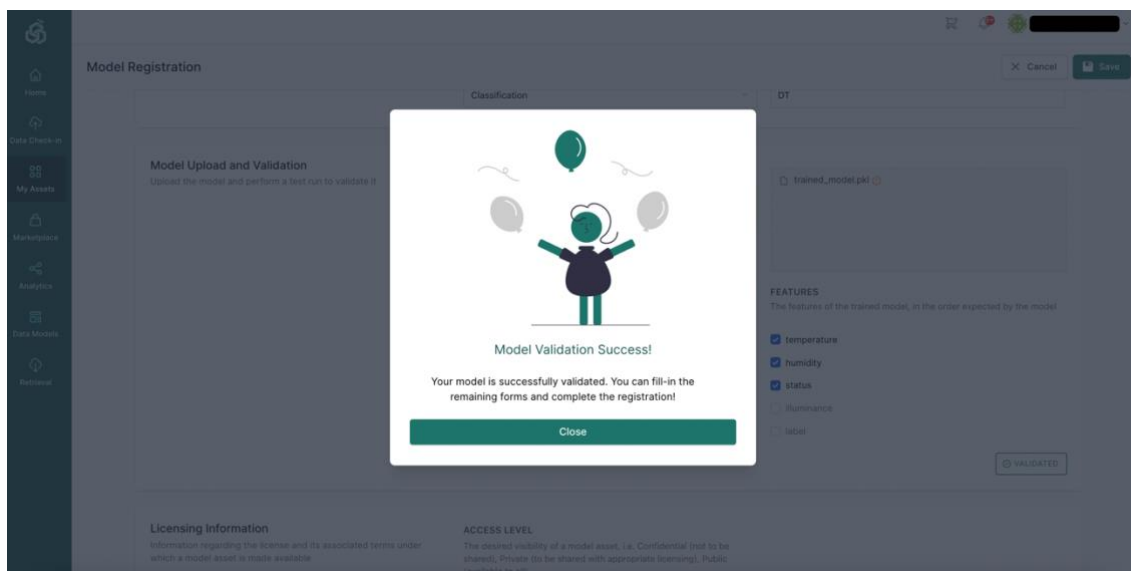 Model Registration
Cancel
Save
Home
Data Check-in
My Assets
Marketplace
Analytics
Data Models
Retrieval
Classification
DT
Model Upload and Validation
Upload the model and perform a test run to validate it
trained_model.pkl
FEATURES
The features of the trained model, in the order expected by the model
temperature
humidity
status
illuminance
label
VALIDATED
Model Validation Success!
Your model is successfully validated. You can fill-in the
remaining forms and complete the registration!
Close
Licensing Information
Information regarding the license and its associated terms under
which a model asset is made available
ACCESS LEVEL
The desired visibility of a model asset, i.e. Confidential (not to be
shared), Private (to be shared with appropriate licensing), Public